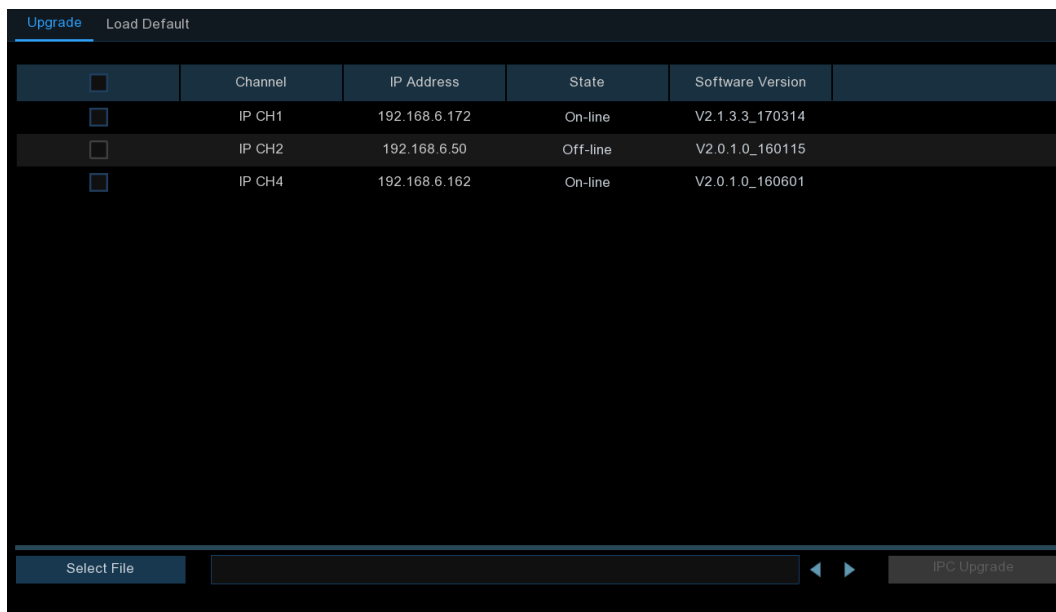 Upgrade Load Default
Channel IP Address State Software Version
IP CH1 192.168.6.172 On-line V2.1.3.3_170314
IP CH2 192.168.6.50 Off-line V2.0.1.0_160115
IP CH4 192.168.6.162 On-line V2.0.1.0_160601
Select File IPC Upgrade